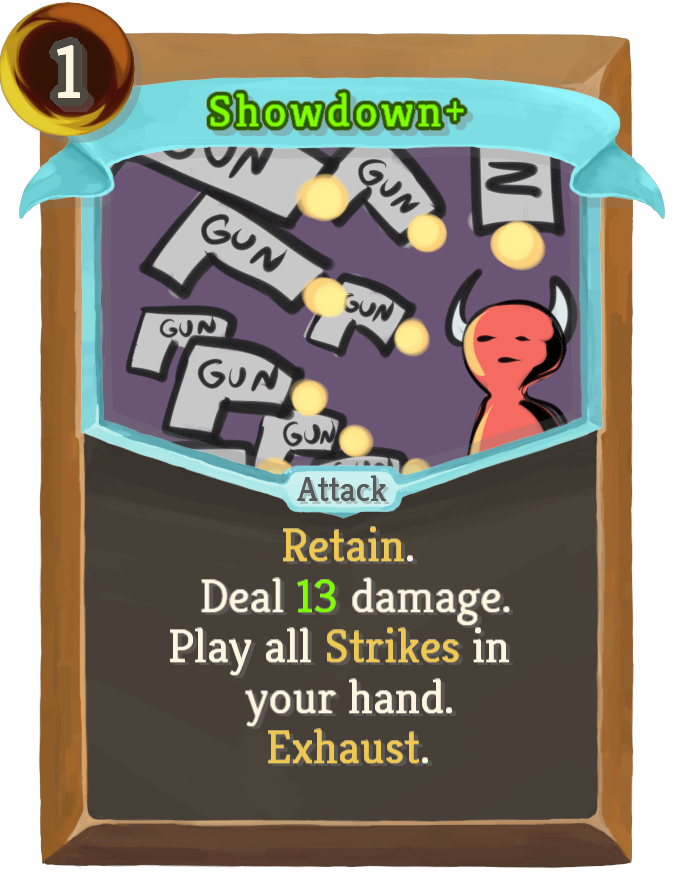 1
Showdown+
GUN
GUN
N
GUN
GUN
GUN
GUN
GUN
Attack
Retain.
Deal 13 damage.
Play all Strikes in
your hand.
Exhaust.